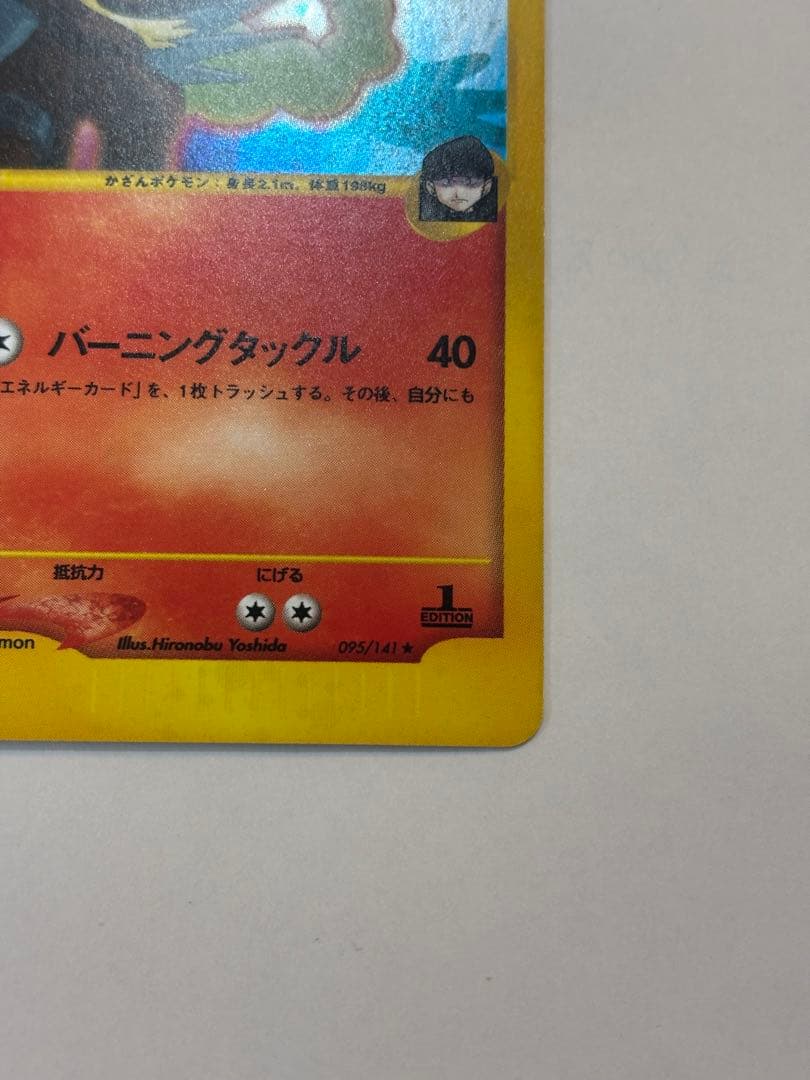 かざんポケモン：身長2.1m、体重198kg
バーニングタックル 40
エネルギーカード」を、1枚トラッシュする。その後、自分にも
抵抗力 にげる
1
EDITION
mon Illus.Hironobu Yoshida 095/141★